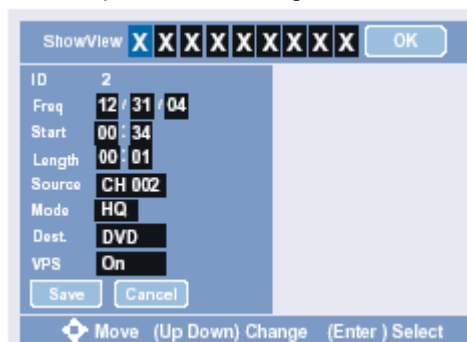 ShowView X X X X X X X X X OK
ID 2
Freq 12 / 31 / 04
Start 00 : 34
Length 00 : 01
Source CH 002
Mode HQ
Dest. DVD
VPS On
Save Cancel
Move (Up Down) Change (Enter ) Select